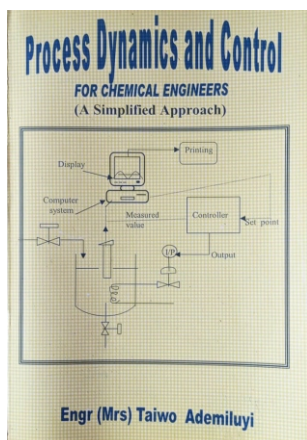 Process Dynamics and Control
FOR CHEMICAL ENGINEERS
(A Simplified Approach)
Printing
Display
Computer
system
Measured
value
Controller
Set point
I/P
Output
Engr (Mrs) Taiwo Ademiluyi